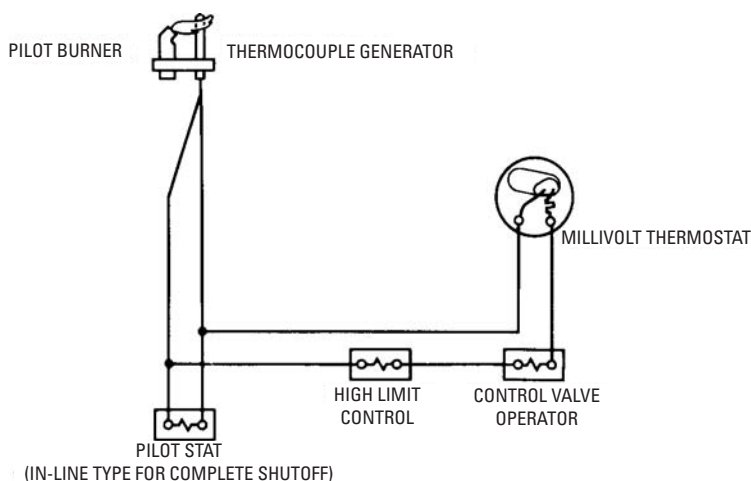 PILOT BURNER
THERMOCOUPLE GENERATOR
MILLIVOLT THERMOSTAT
HIGH LIMIT
CONTROL
CONTROL VALVE
OPERATOR
PILOT STAT
(IN-LINE TYPE FOR COMPLETE SHUTOFF)